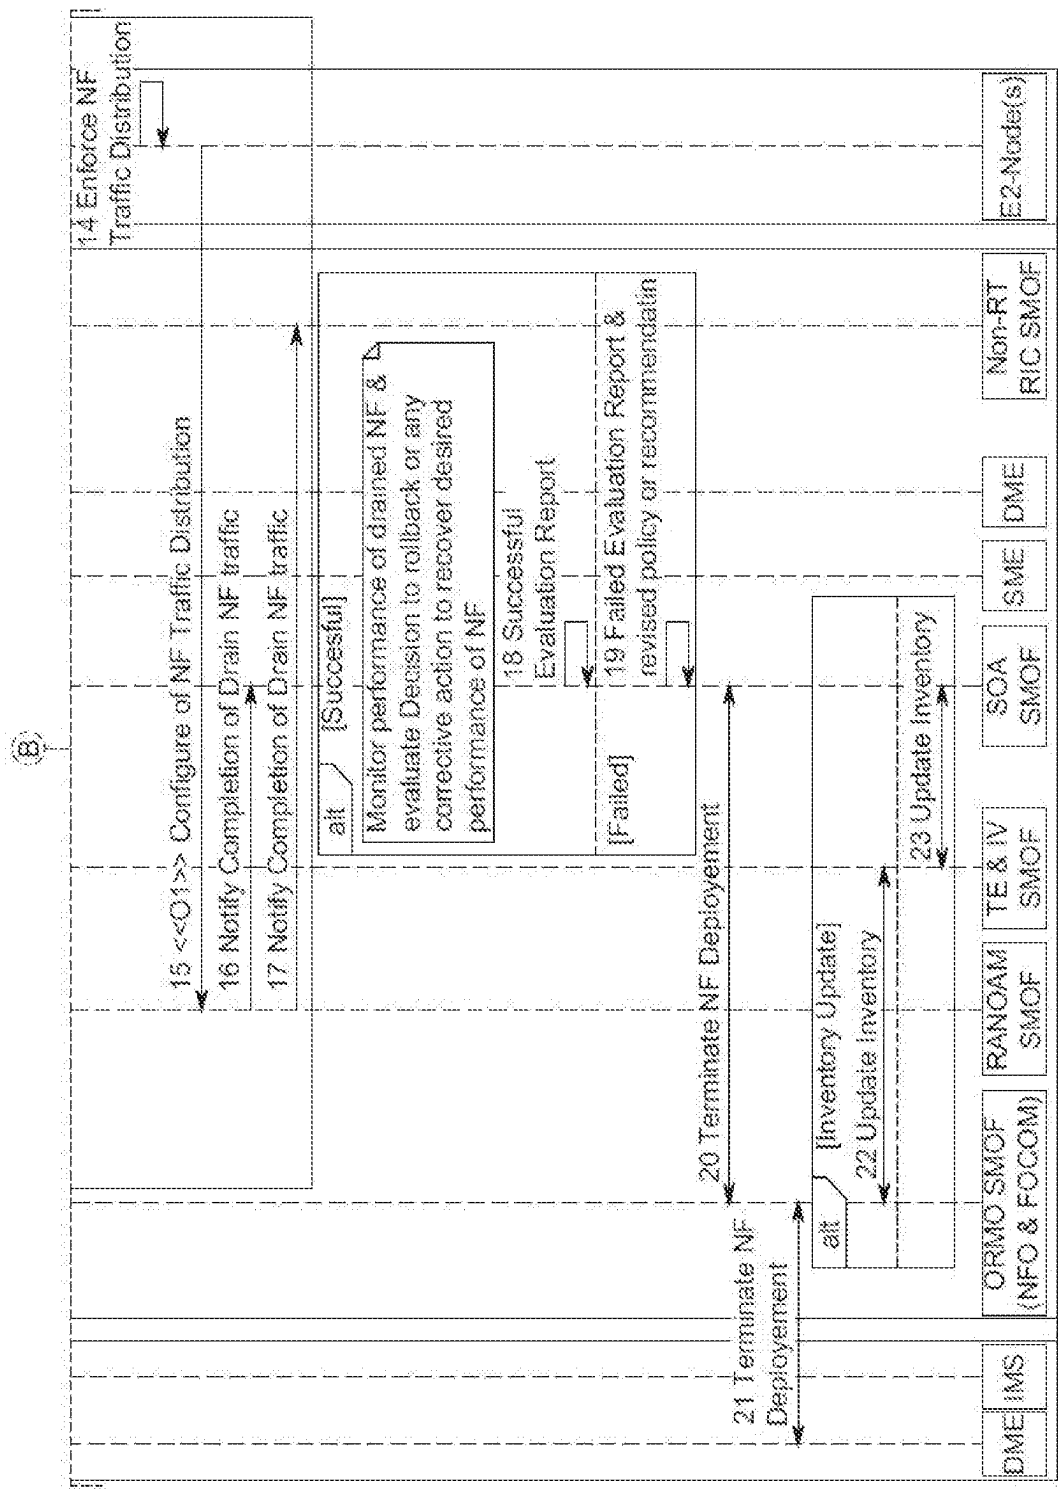 B
14 Enforce NF
Traffic Distribution
15 <<O1>> Configure of NF Traffic Distribution
16 Notify Completion of Drain NF traffic
17 Notify Completion of Drain NF traffic
alt
[Succesful]
Monitor performance of drained NF &
evaluate Decision to rollback or any
corrective action to recover desired
performance of NF
18 Successful
Evaluation Report
[Failed]
19 Failed Evaluation Report &
revised policy or recommendatin
20 Terminate NF Deployement
21 Terminate NF
Deployement
alt
[Inventory Update]
22 Update Inventory
23 Update Inventory
DME
IMS
ORMO SMOF
(NFO & FOCOM)
RANOAM
SMOF
TE & IV
SMOF
SOA
SMOF
SME
DME
Non-RT
RIC SMOF
E2-Node(s)